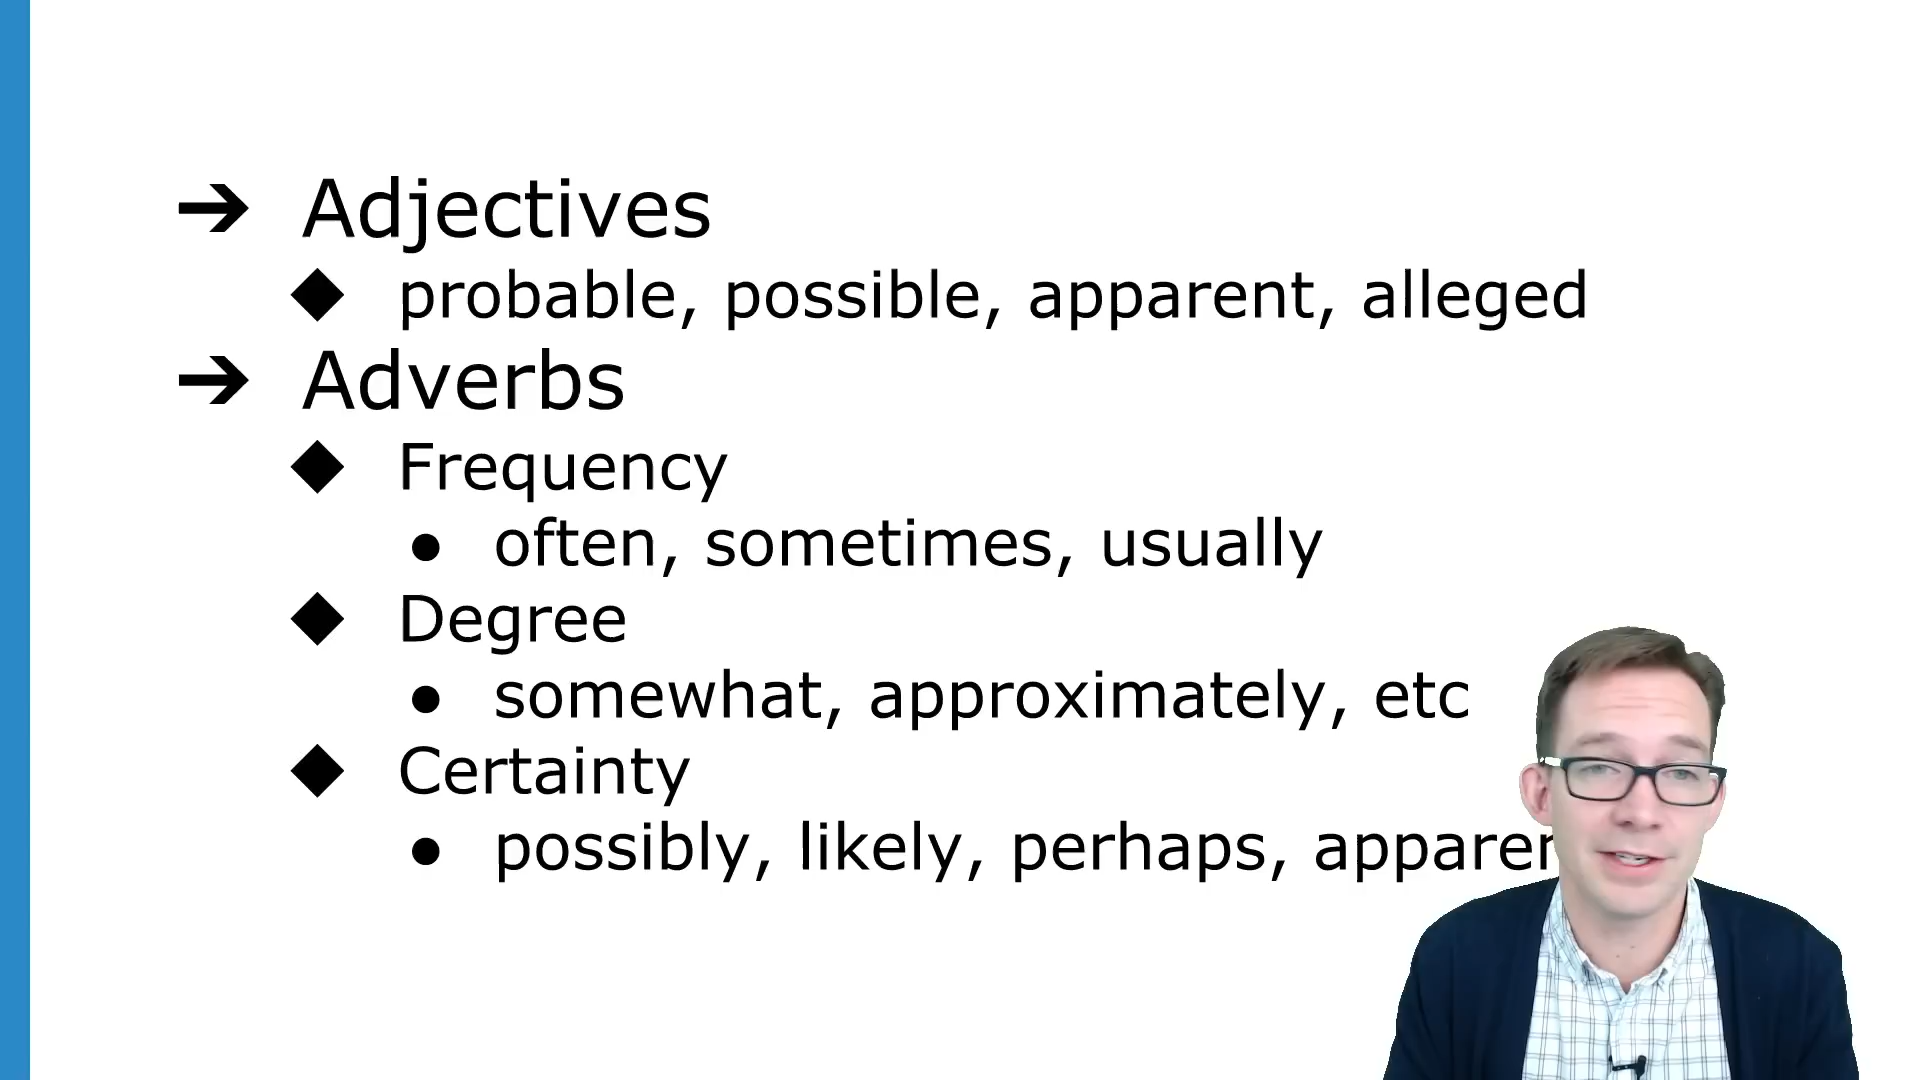 ➔ Adjectives
◆ probable, possible, apparent, alleged
➔ Adverbs
◆ Frequency
● often, sometimes, usually
◆ Degree
● somewhat, approximately, etc
◆ Certainty
● possibly, likely, perhaps,